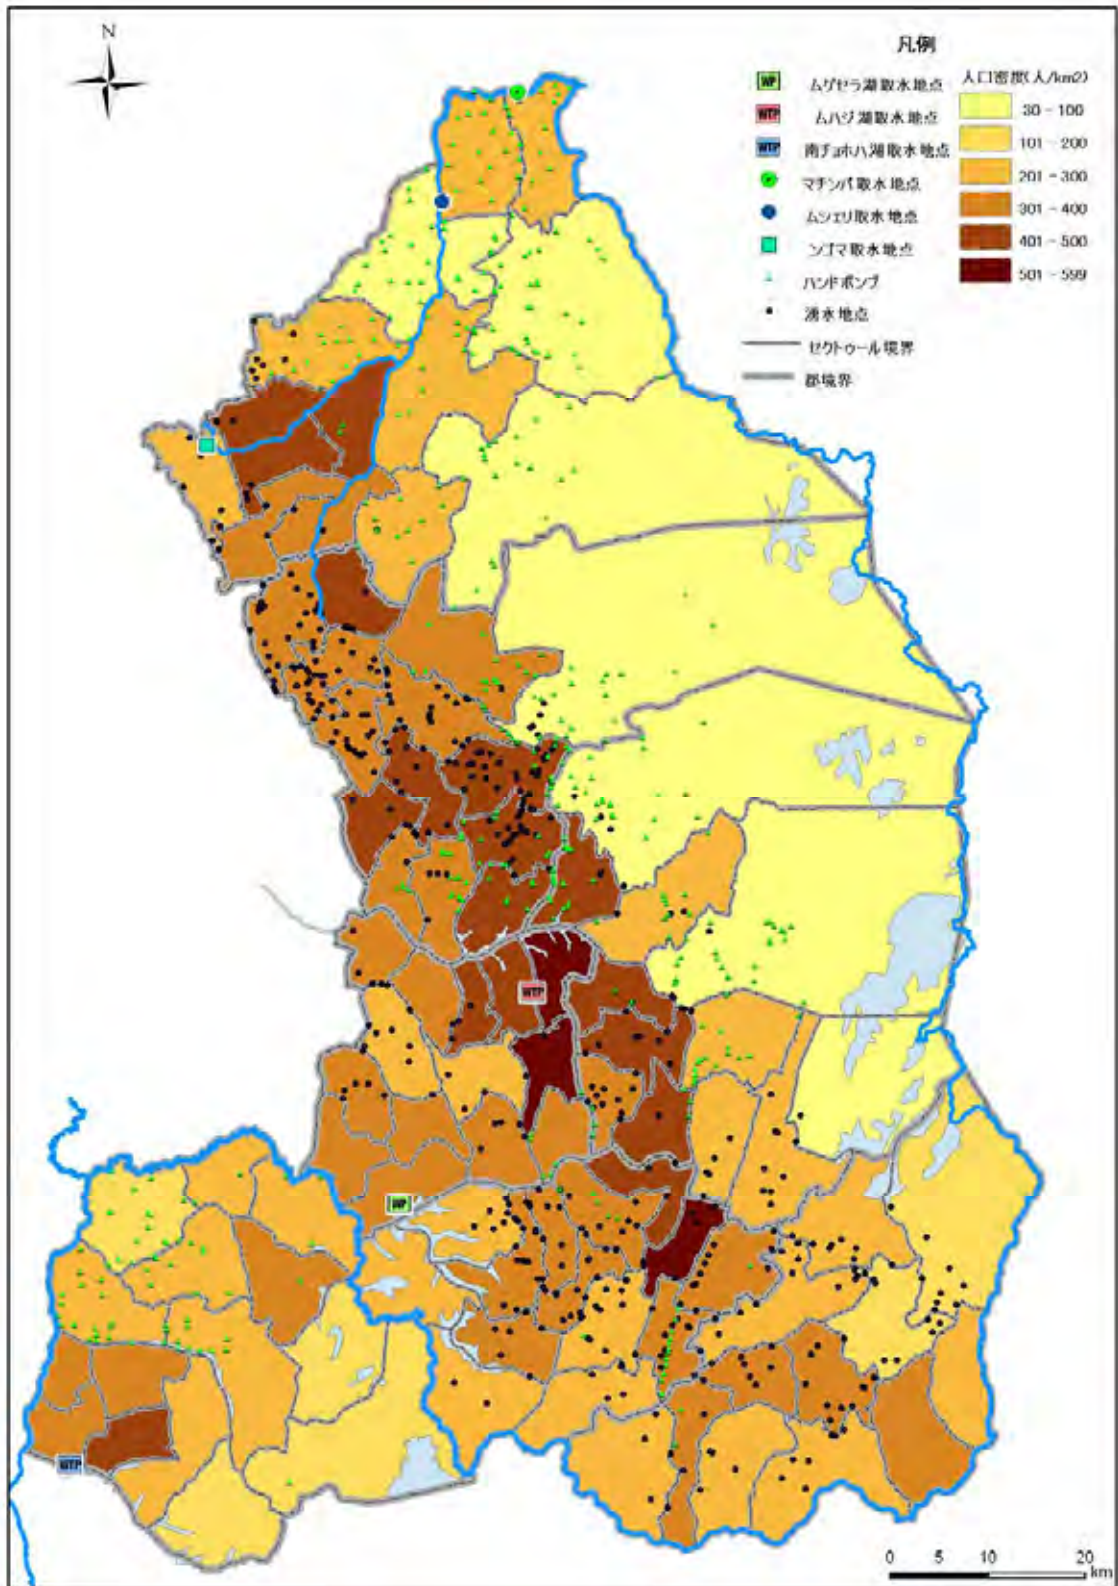 N
凡例
WP ムゲセラ湖取水地点
WTP ムハジ湖取水地点
WTP 南チョホハ湖取水地点
マチンバ取水地点
ムシェリ取水地点
ンゴマ取水地点
ハンドポンプ
湧水地点
セクトゥール境界
郡境界
人口密度(人/km2)
30 - 100
101 - 200
201 - 300
301 - 400
401 - 500
501 - 599
WTP
WP
WTP
0 5 10 20
km